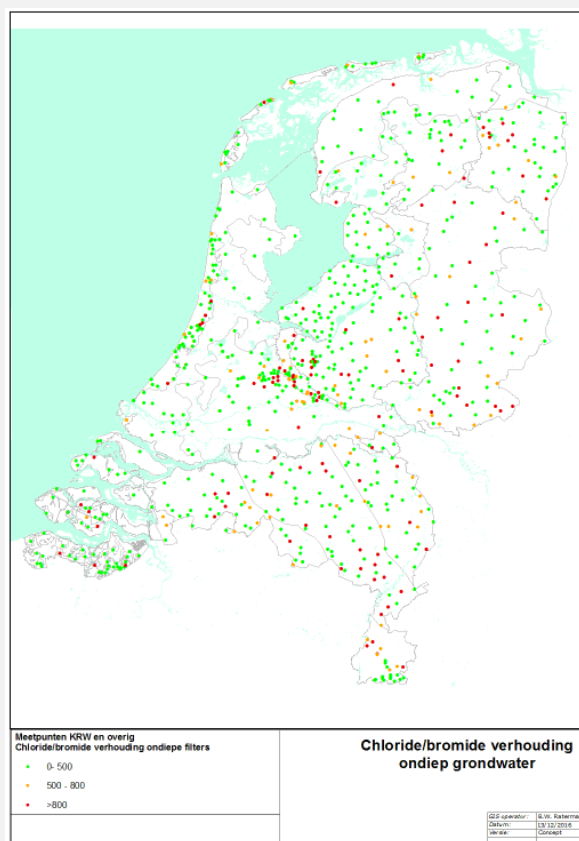 Meetpunten KRW en overig
Chloride/bromide verhouding ondiepe filters
0- 500
500 - 800
>800
Chloride/bromide verhouding
ondiep grondwater
GIS operator: B.W. Raterma
Datum: 13/12/2016
Versie: Concept